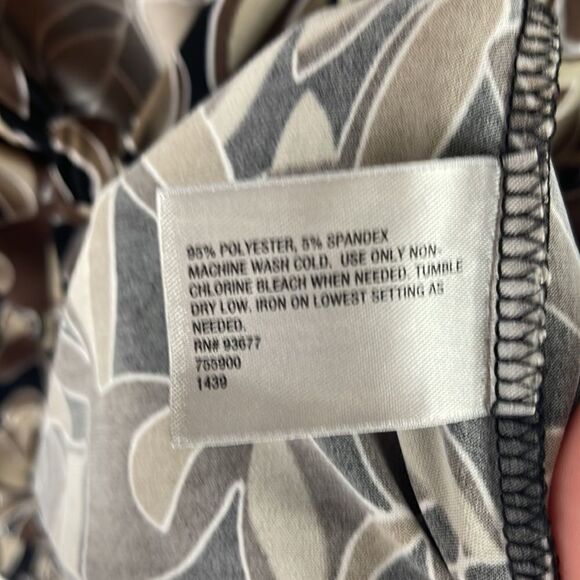 95% POLYESTER, 5% SPANDEX
MACHINE WASH COLD. USE ONLY NON-
CHLORINE BLEACH WHEN NEEDED. TUMBLE
DRY LOW. IRON ON LOWEST SETTING AS
NEEDED.
RN# 93677
755900
1439